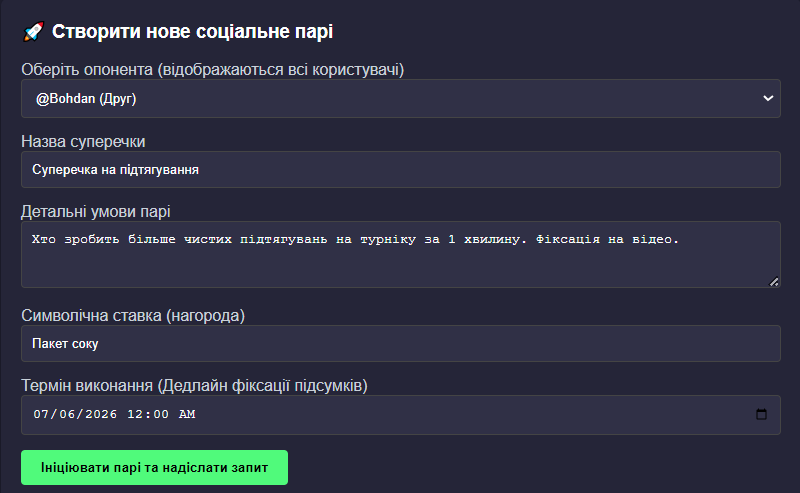 🚀 Створити нове соціальне парі
Оберіть опонента (відображаються всі користувачі)
@Bohdan (Друг)
Назва суперечки
Суперечка на підтягування
Детальні умови парі
Хто зробить більше чистих підтягувань на турніку за 1 хвилину. Фіксація на відео.
Символічна ставка (нагорода)
Пакет соку
Термін виконання (Дедлайн фіксації підсумків)
07/06/2026 12:00 AM
Ініціювати парі та надіслати запит